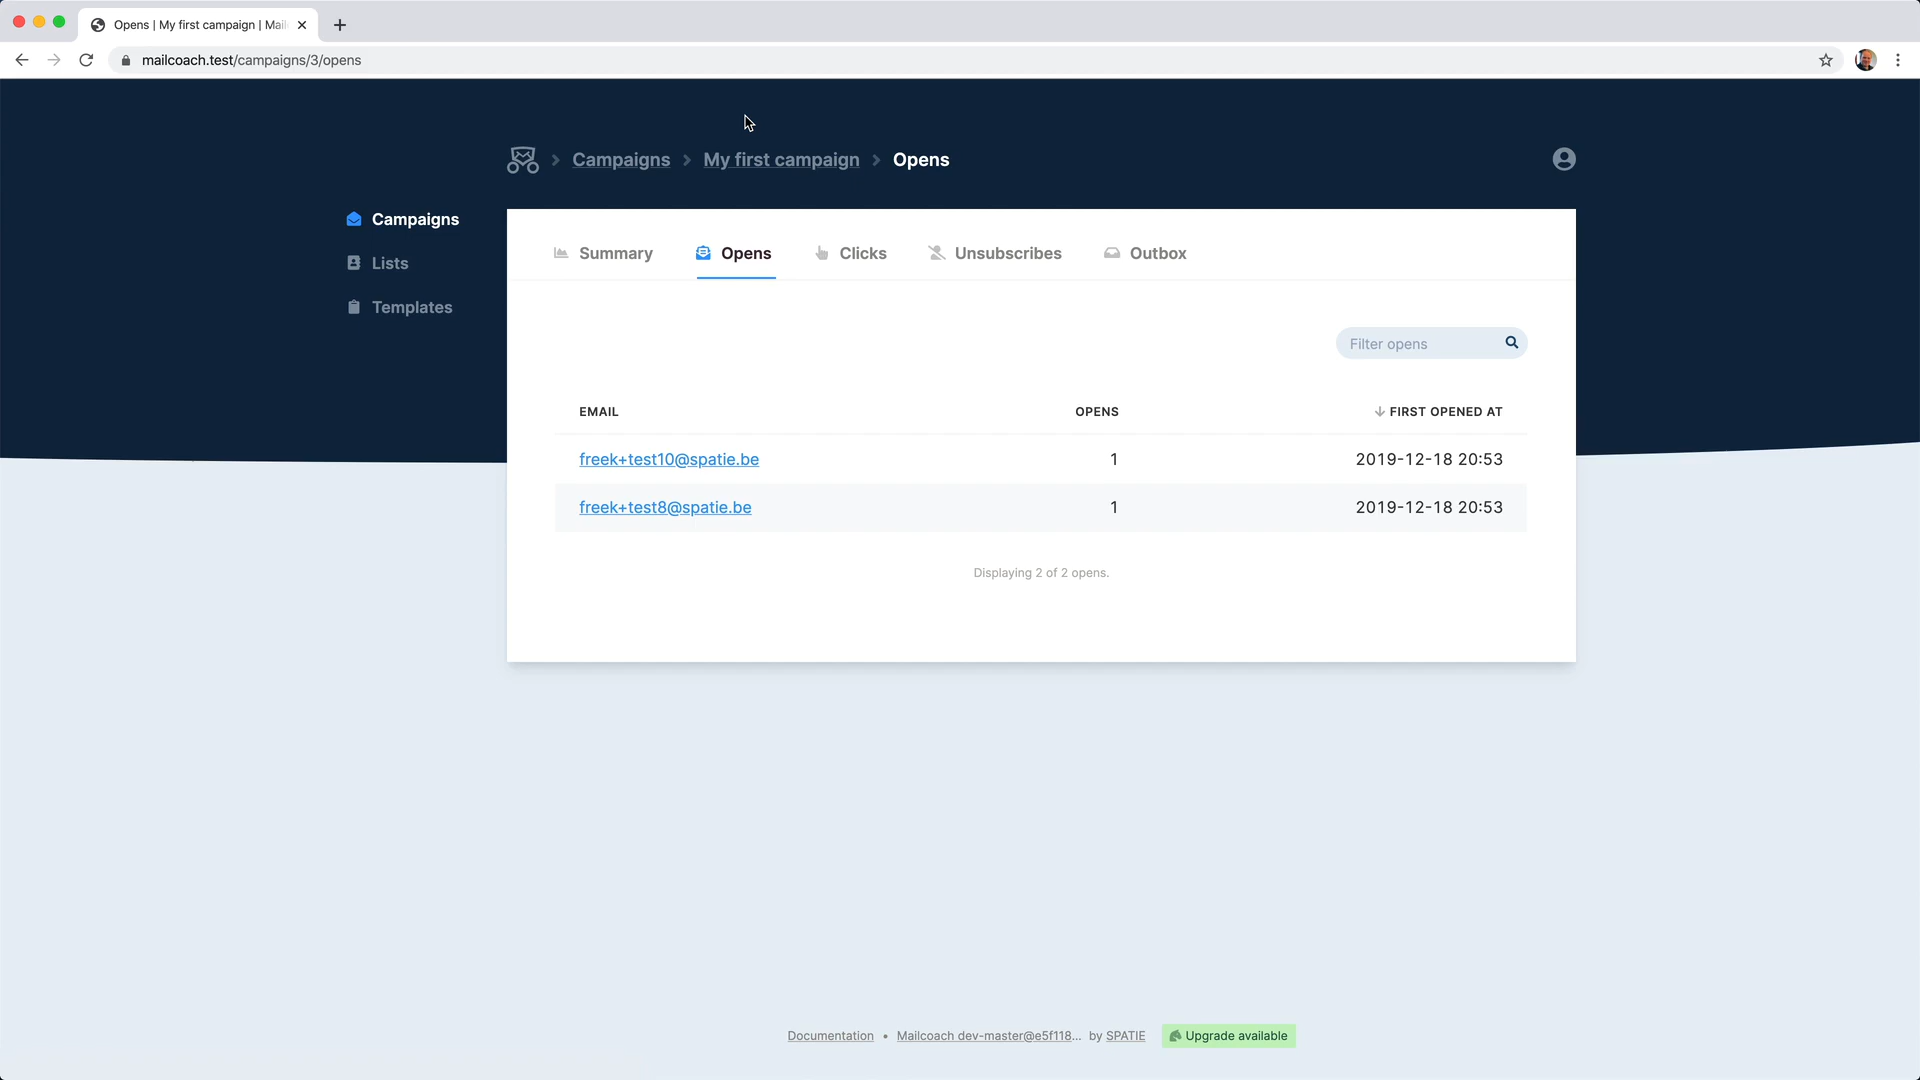 Opens | My first campaign | Mail
mailcoach.test/campaigns/3/opens
Campaigns
My first campaign
Opens
Campaigns
Lists
Templates
Summary
Opens
Clicks
Unsubscribes
Outbox
Filter opens
EMAIL OPENS FIRST OPENED AT
freek+test10@spatie.be 1 2019-12-18 20:53
freek+test8@spatie.be 1 2019-12-18 20:53
Displaying 2 of 2 opens.
Documentation • Mailcoach dev-master@e5f118... by SPATIE Upgrade available